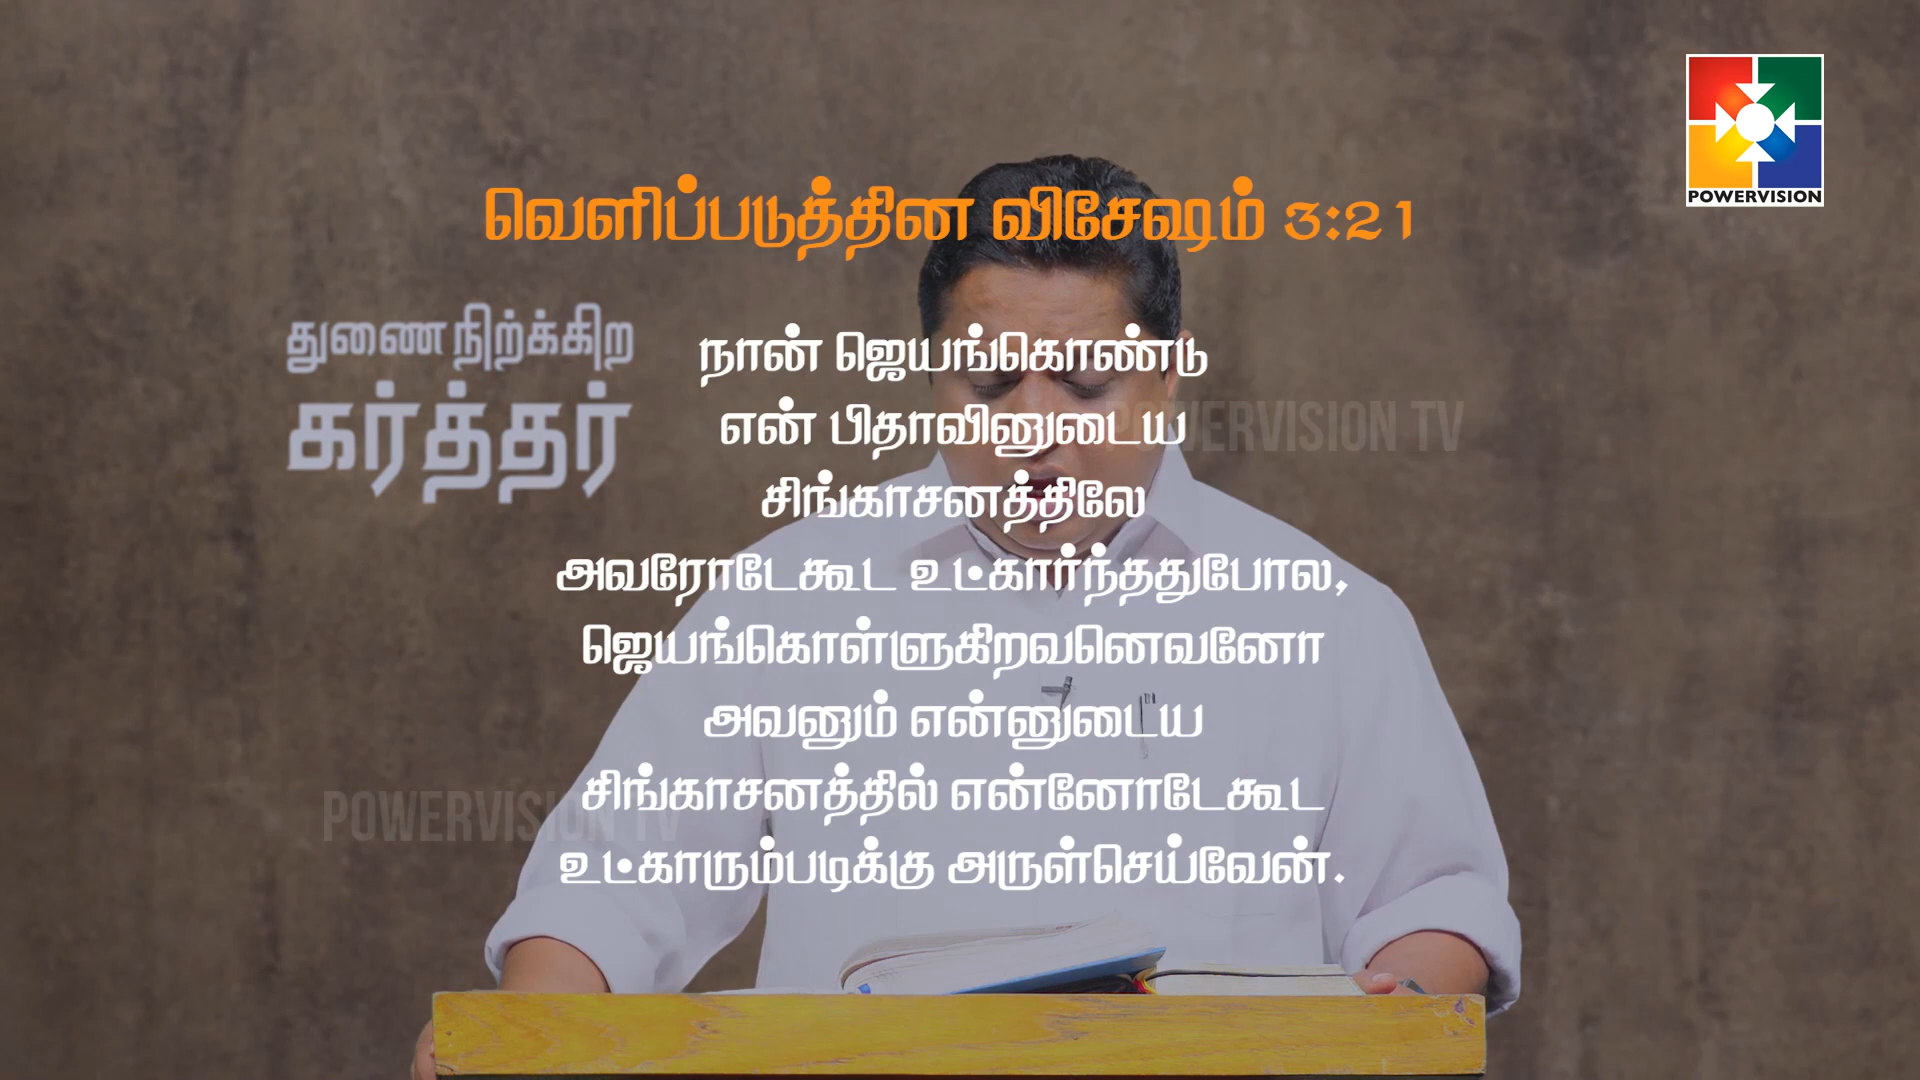 POWERVISION
வெளிப்படுத்தின விசேஷம் 3:21
துணை நிற்க்கிற
கர்த்தர்
நான் ஜெயங்கொண்டு
என் பிதாவினுடைய
சிங்காசனத்திலே
அவரோடேகூட உட்கார்ந்ததுபோல,
ஜெயங்கொள்ளுகிறவனெவனோ
அவனும் என்னுடைய
சிங்காசனத்தில் என்னோடேகூட
உட்காரும்படிக்கு அருள்செய்வேன்.
POWERVISION TV
POWERVISION TV